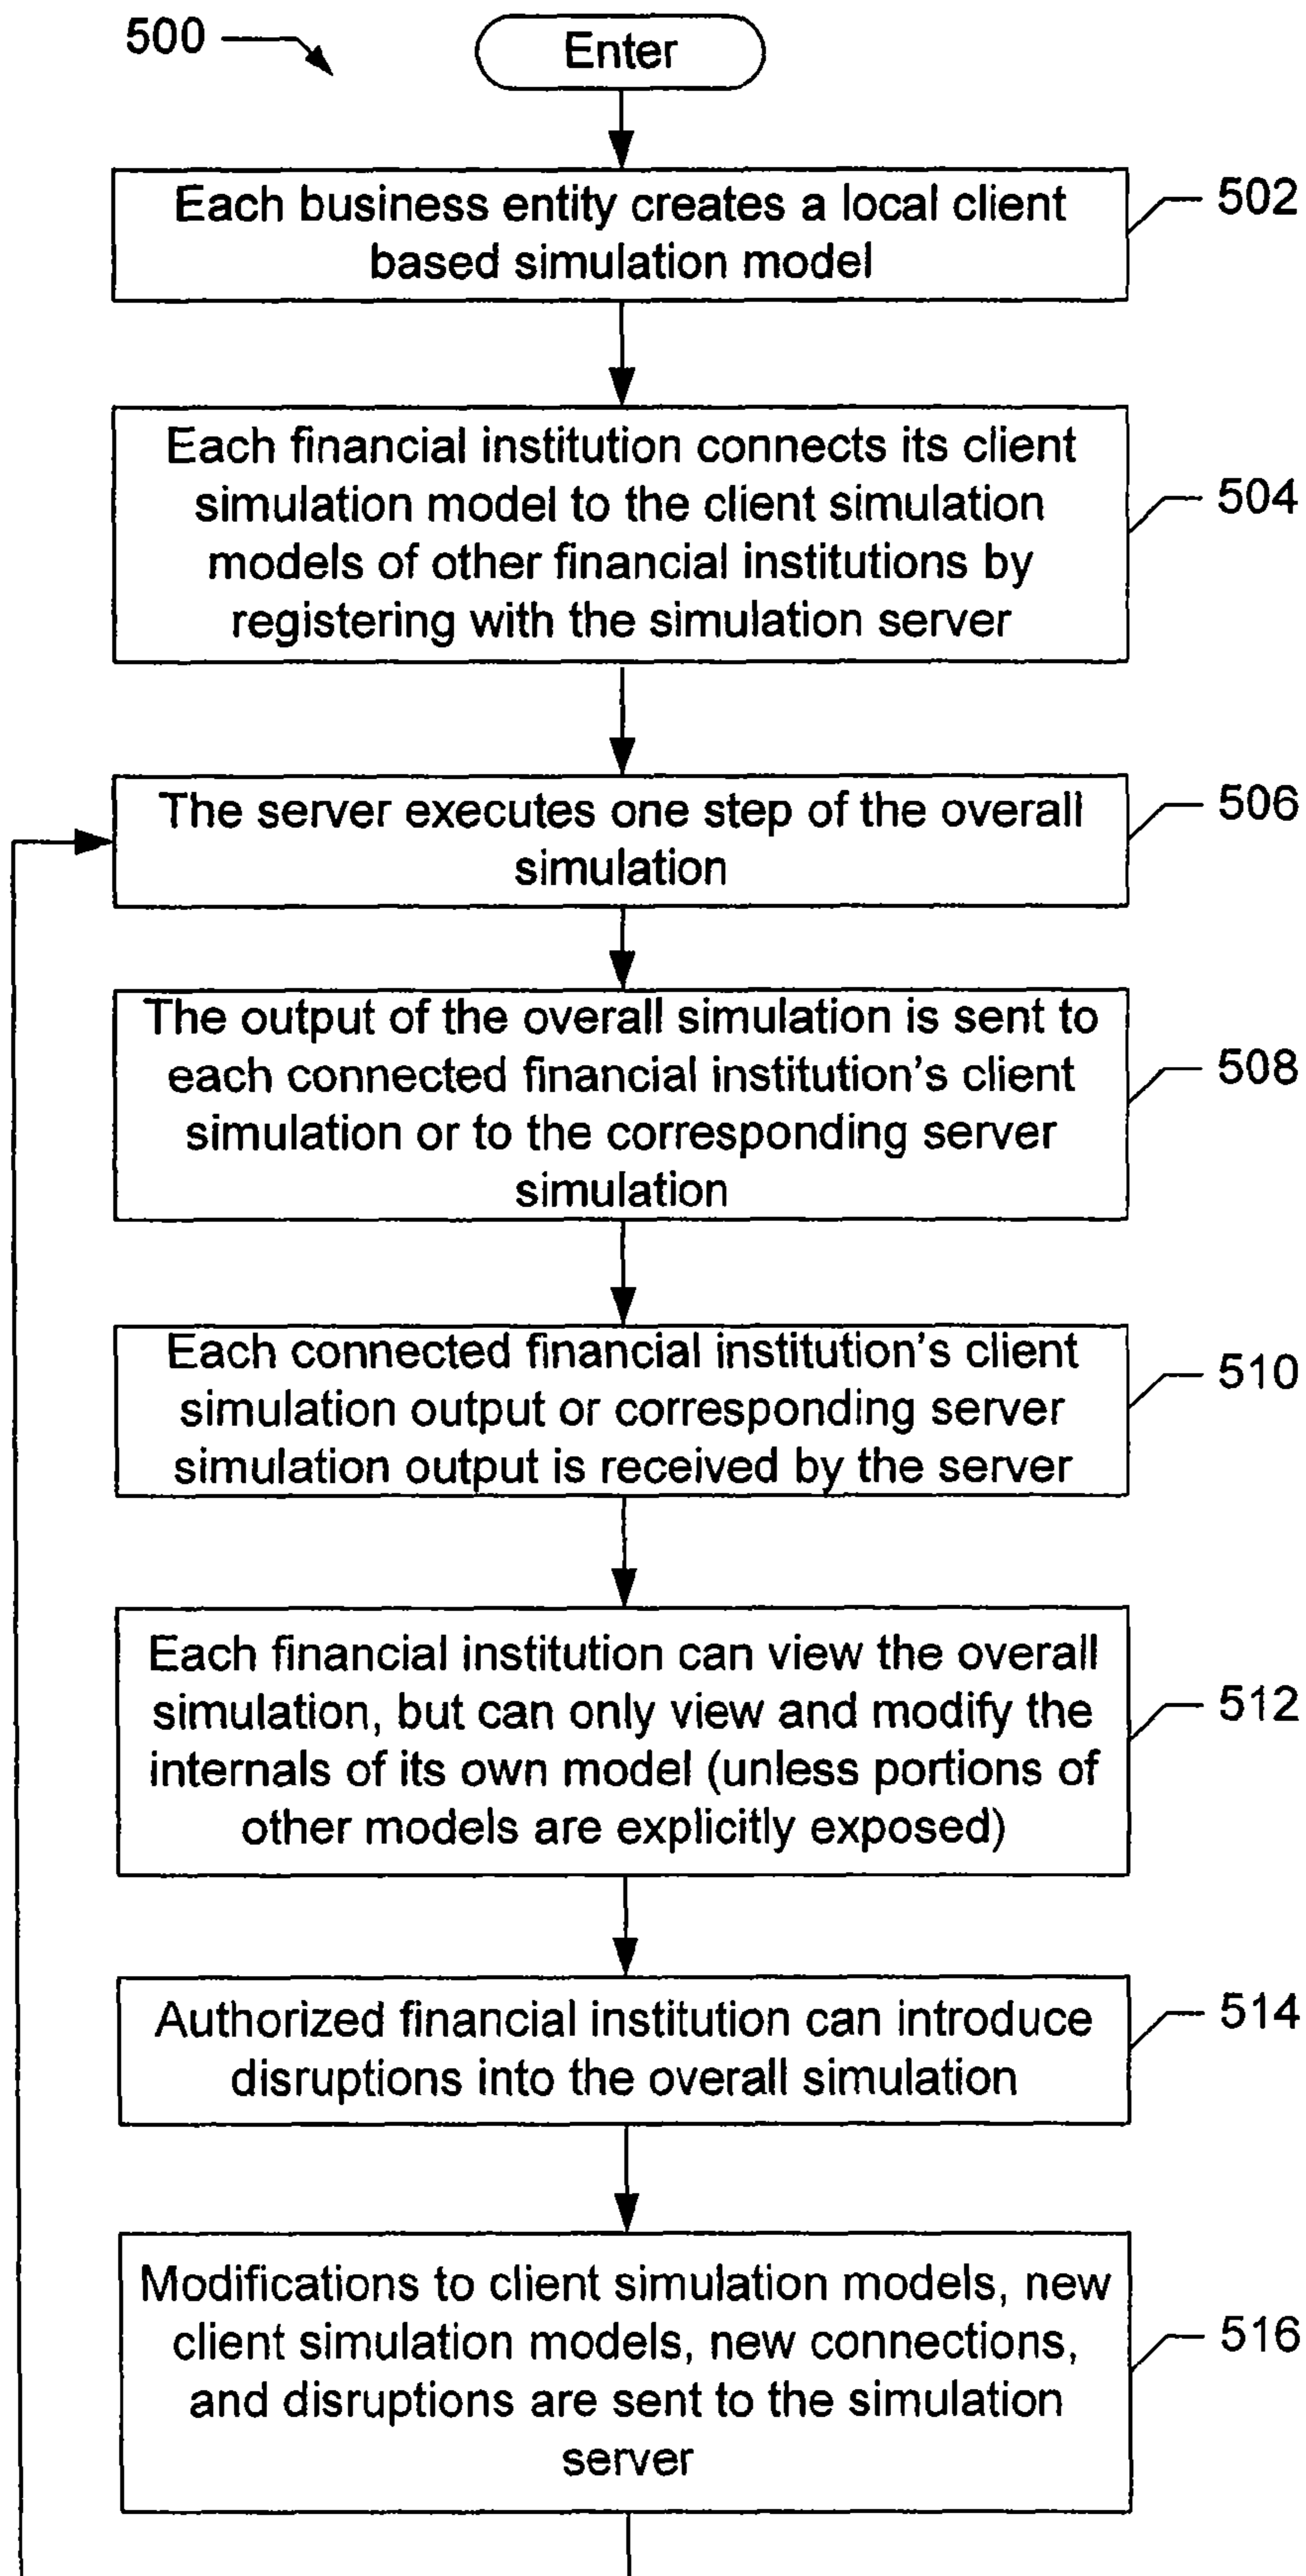 500
Enter
Each business entity creates a local client
based simulation model
502
Each financial institution connects its client
simulation model to the client simulation
models of other financial institutions by
registering with the simulation server
504
The server executes one step of the overall
simulation
506
The output of the overall simulation is sent to
each connected financial institution's client
simulation or to the corresponding server
simulation
508
Each connected financial institution's client
simulation output or corresponding server
simulation output is received by the server
510
Each financial institution can view the overall
simulation, but can only view and modify the
internals of its own model (unless portions of
other models are explicitly exposed)
512
Authorized financial institution can introduce
disruptions into the overall simulation
514
Modifications to client simulation models, new
client simulation models, new connections,
and disruptions are sent to the simulation
server
516